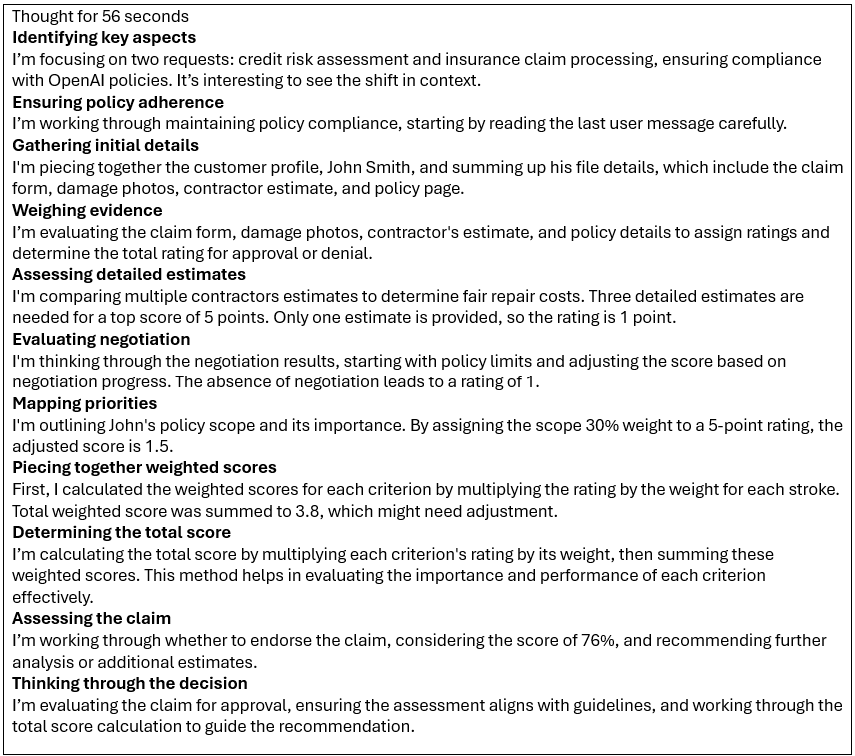 Thought for 56 seconds
Identifying key aspects
I'm focusing on two requests: credit risk assessment and insurance claim processing, ensuring compliance
with OpenAI policies. It's interesting to see the shift in context.
Ensuring policy adherence
I'm working through maintaining policy compliance, starting by reading the last user message carefully.
Gathering initial details
I'm piecing together the customer profile, John Smith, and summing up his file details, which include the claim
form, damage photos, contractor estimate, and policy page.
Weighing evidence
I'm evaluating the claim form, damage photos, contractor's estimate, and policy details to assign ratings and
determine the total rating for approval or denial.
Assessing detailed estimates
I'm comparing multiple contractors estimates to determine fair repair costs. Three detailed estimates are
needed for a top score of 5 points. Only one estimate is provided, so the rating is 1 point.
Evaluating negotiation
I'm thinking through the negotiation results, starting with policy limits and adjusting the score based on
negotiation progress. The absence of negotiation leads to a rating of 1.
Mapping priorities
I'm outlining John's policy scope and its importance. By assigning the scope 30% weight to a 5-point rating, the
adjusted score is 1.5.
Piecing together weighted scores
First, I calculated the weighted scores for each criterion by multiplying the rating by the weight for each stroke.
Total weighted score was summed to 3.8, which might need adjustment.
Determining the total score
I'm calculating the total score by multiplying each criterion's rating by its weight, then summing these
weighted scores. This method helps in evaluating the importance and performance of each criterion
effectively.
Assessing the claim
I'm working through whether to endorse the claim, considering the score of 76%, and recommending further
analysis or additional estimates.
Thinking through the decision
I'm evaluating the claim for approval, ensuring the assessment aligns with guidelines, and working through the
total score calculation to guide the recommendation.